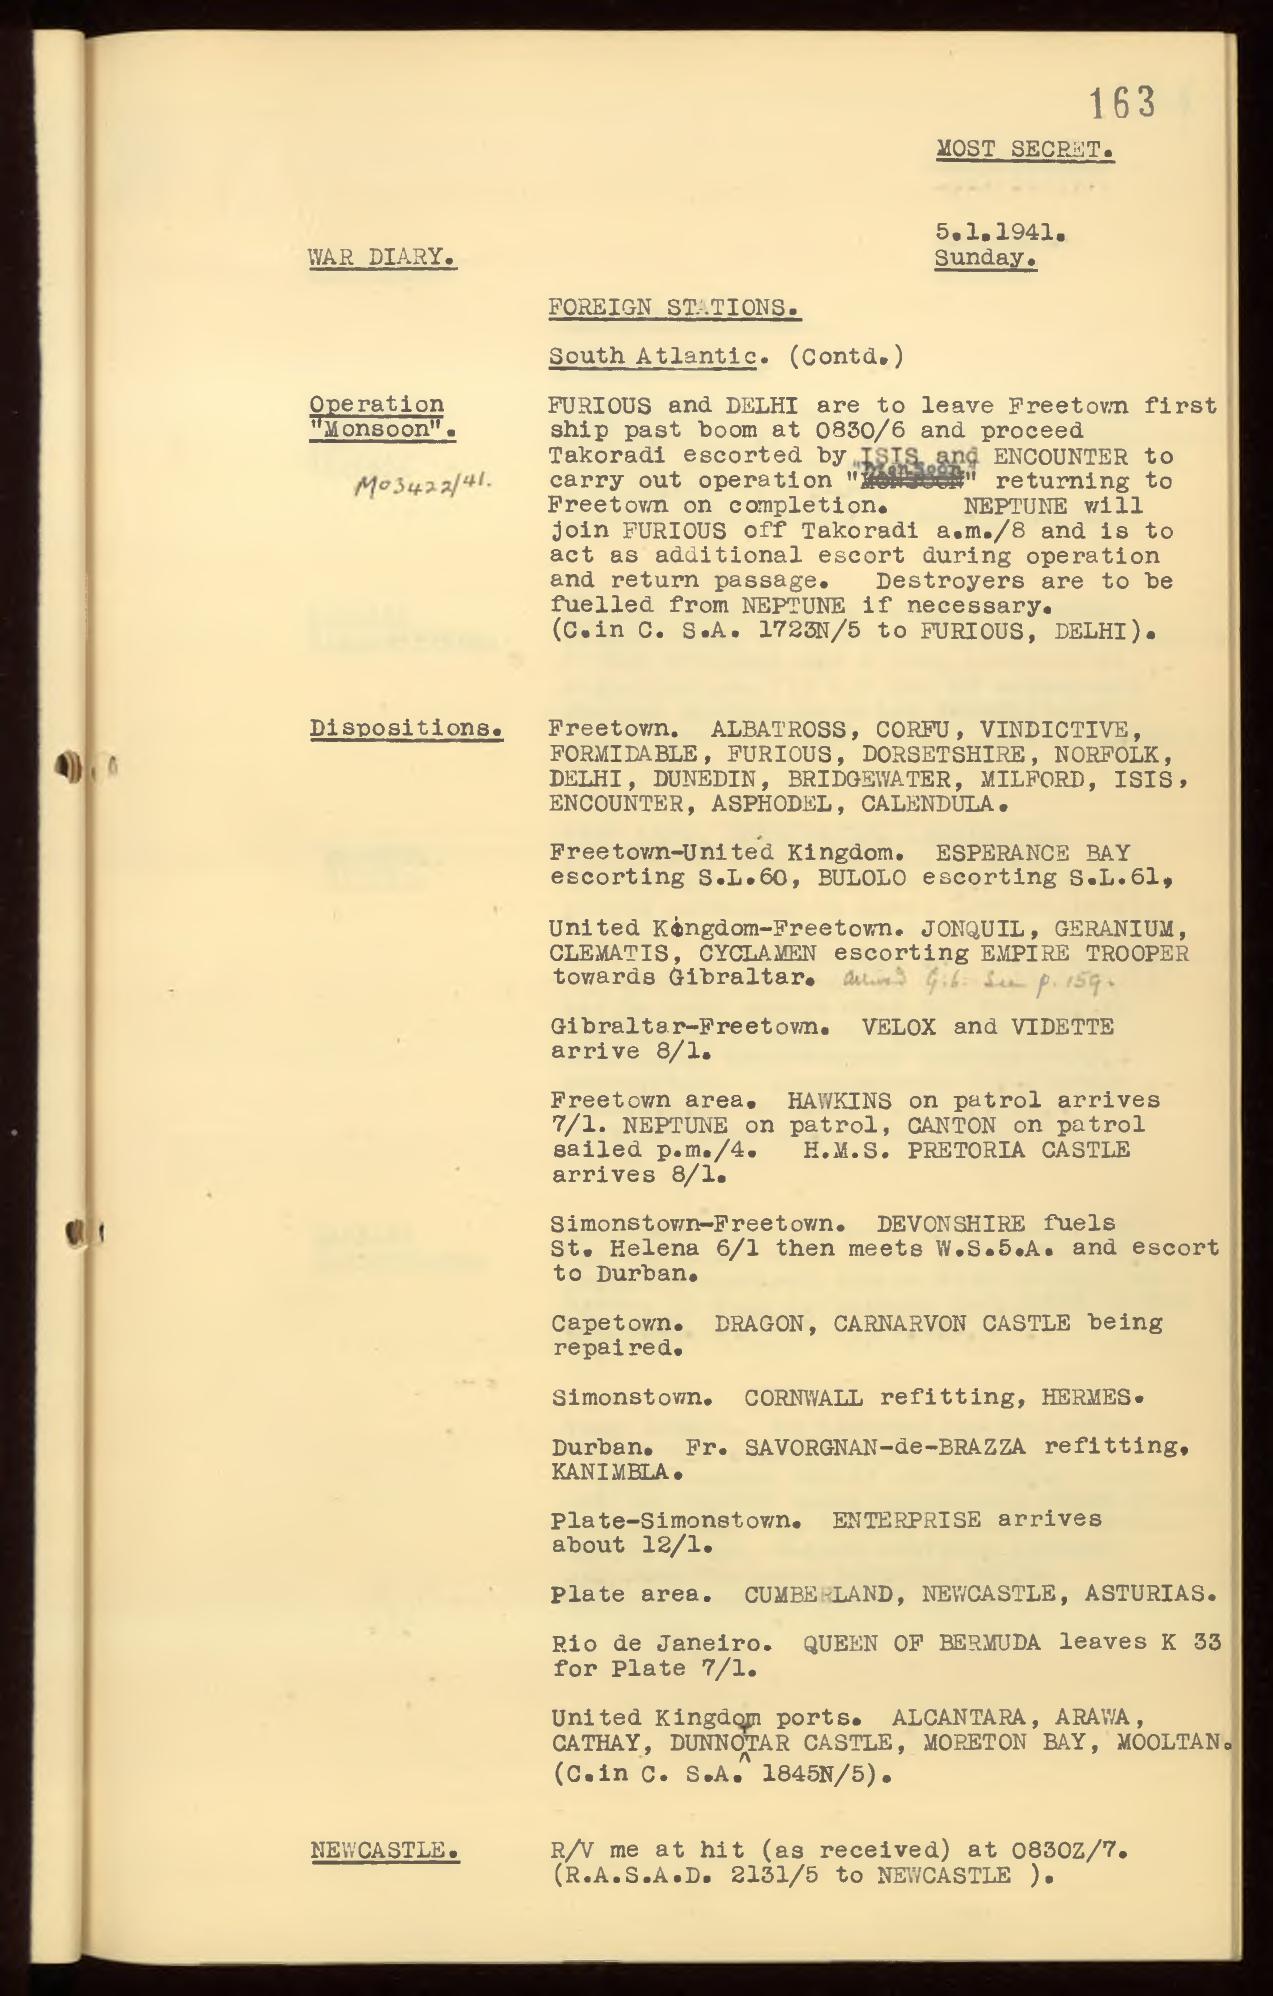 163
MOST SECRET.
5.1.1941.
WAR DIARY.
Sunday.
FOREIGN STATIONS.
South Atlantic. (Contd.)
Operation
"Monsoon".
M03422/41.
FURIOUS and DELHI are to leave Freetown first
ship past boom at 0830/6 and proceed
Takoradi escorted by ISIS and ENCOUNTER to
carry out operation "Monsoon" returning to
Freetown on completion. NEPTUNE will
join FURIOUS off Takoradi a.m./8 and is to
act as additional escort during operation
and return passage. Destroyers are to be
fuelled from NEPTUNE if necessary.
(C.in C. S.A. 1723N/5 to FURIOUS, DELHI).
Dispositions.
Freetown. ALBATROSS, CORFU, VINDICTIVE,
FORMIDABLE, FURIOUS, DORSETSHIRE, NORFOLK,
DELHI, DUNEDIN, BRIDGEWATER, MILFORD, ISIS,
ENCOUNTER, ASPHODEL, CALENDULA.
Freetown-United Kingdom. ESPERANCE BAY
escorting S.L.60, BULOLO escorting S.L.61,
United Kingdom-Freetown. JONQUIL, GERANIUM,
CLEMATIS, CYCLAMEN escorting EMPIRE TROOPER
towards Gibraltar. arrived Gib. See p.159.
Gibraltar-Freetown. VELOX and VIDETTE
arrive 8/1.
Freetown area. HAWKINS on patrol arrives
7/1. NEPTUNE on patrol, CANTON on patrol
sailed p.m./4. H.M.S. PRETORIA CASTLE
arrives 8/1.
Simonstown-Freetown. DEVONSHIRE fuels
St. Helena 6/1 then meets W.S.5.A. and escort
to Durban.
Capetown. DRAGON, CARNARVON CASTLE being
repaired.
Simonstown. CORNWALL refitting, HERMES.
Durban. Fr. SAVORGNAN-de-BRAZZA refitting.
KANIMBLA.
Plate-Simonstown. ENTERPRISE arrives
about 12/1.
Plate area. CUMBERLAND, NEWCASTLE, ASTURIAS.
Rio de Janeiro. QUEEN OF BERMUDA leaves K 33
for Plate 7/1.
United Kingdom ports. ALCANTARA, ARAWA,
CATHAY, DUNNOTAR CASTLE, MORETON BAY, MOOLTAN.
(C.in C. S.A. 1845N/5).
NEWCASTLE.
R/V me at hit (as received) at 0830Z/7.
(R.A.S.A.D. 2131/5 to NEWCASTLE ).